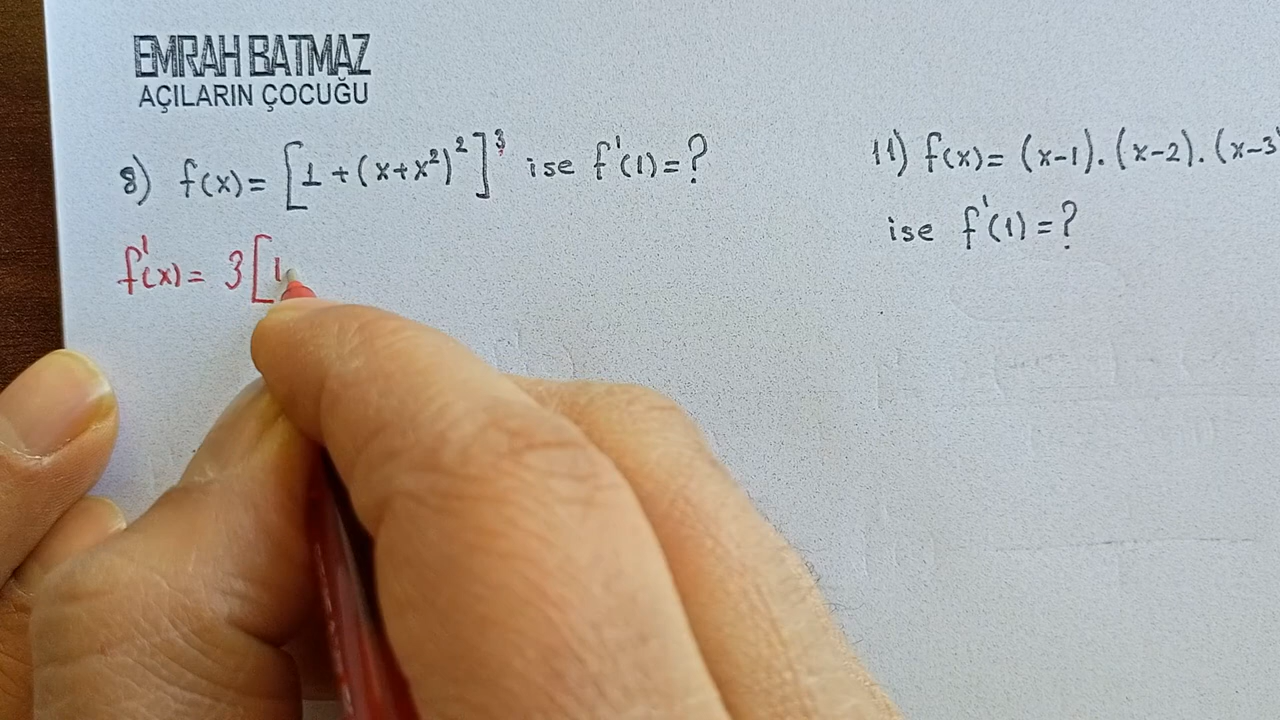 EMRAH BATMAZ
AÇILARIN ÇOCUĞU
8) f(x) = [1 + (x+x²)²]³ ise f'(1) = ?
f'(x) = 3[1
11) f(x) = (x-1).(x-2).(x-3
ise f'(1) = ?